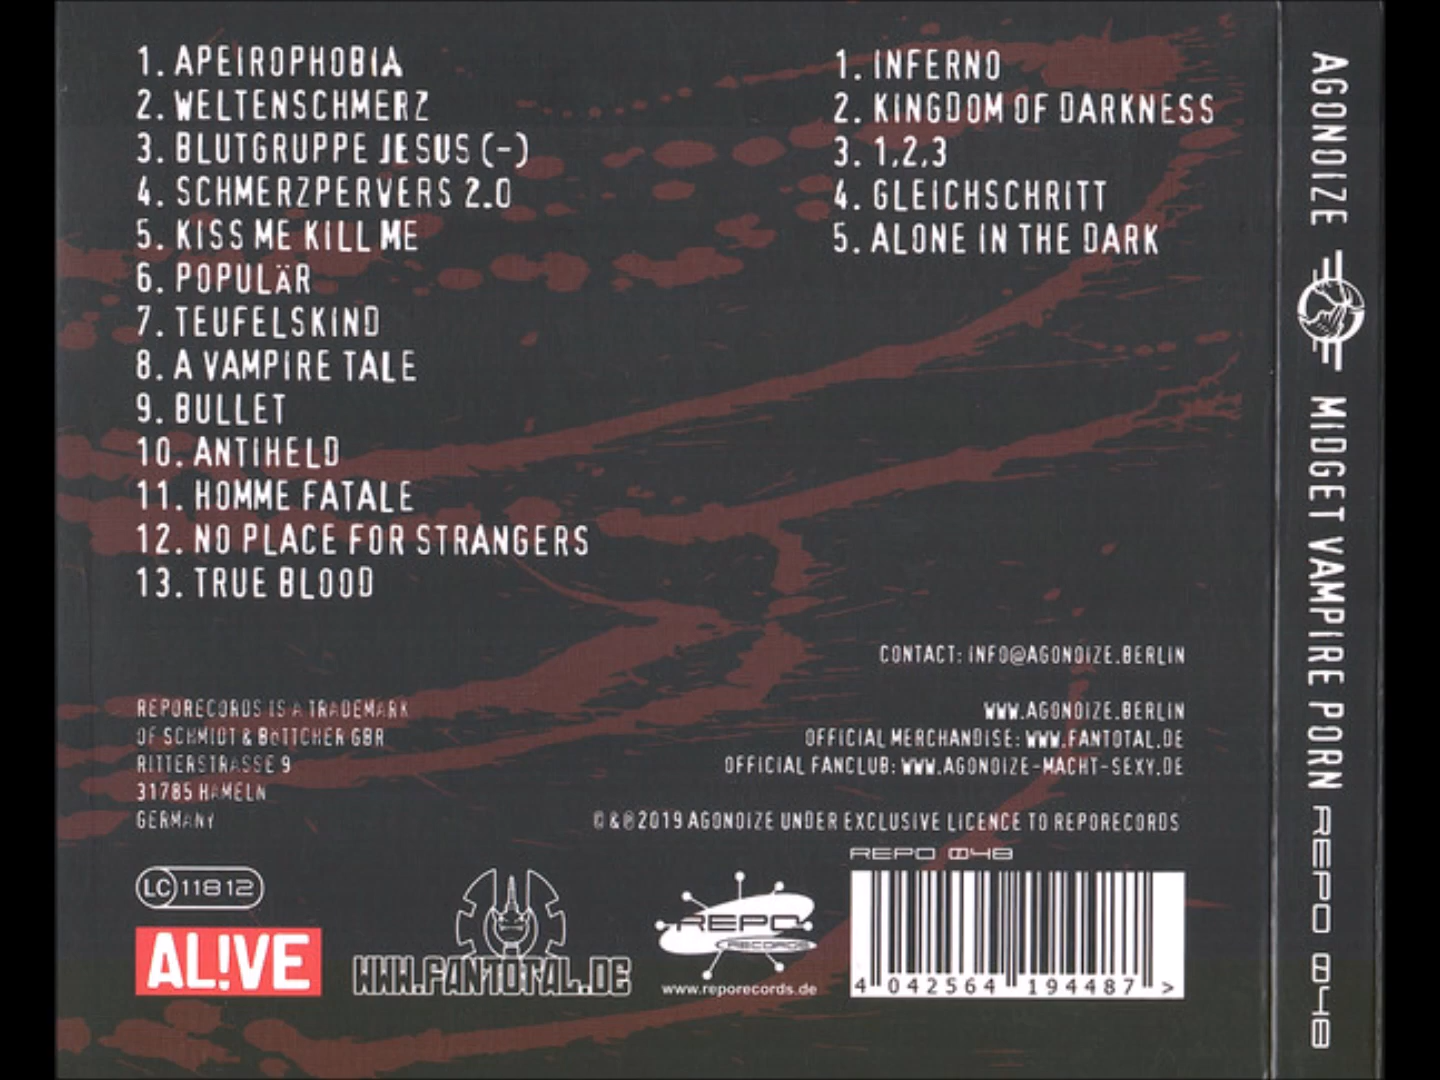 1. APEIROPHOBIA
2. WELTENSCHMERZ
3. BLUTGRUPPE JESUS (-)
4. SCHMERZPERVERS 2.0
5. KISS ME KILL ME
6. POPULÄR
7. TEUFELSKIND
8. A VAMPIRE TALE
9. BULLET
10. ANTIHELD
11. HOMME FATALE
12. NO PLACE FOR STRANGERS
13. TRUE BLOOD
1. INFERNO
2. KINGDOM OF DARKNESS
3. 1,2,3
4. GLEICHSCHRITT
5. ALONE IN THE DARK
CONTACT: INFO@AGONOIZE.BERLIN
WWW.AGONOIZE.BERLIN
OFFICIAL MERCHANDISE: WWW.FANTOTAL.DE
OFFICIAL FANCLUB: WWW.AGONOIZE-MACHT-SEXY.DE
©&℗2019 AGONOIZE UNDER EXCLUSIVE LICENCE TO REPORECORDS
REPORECORDS IS A TRADEMARK
OF SCHMIDT & BöTTCHER GBR
RITTERSTRASSE 9
31785 HAMELN
GERMANY
LC 11812
AL!VE
WWW.FANTOTAL.DE
REPO
RECORDS
www.reporecords.de
REPO 048
4 042564 194487 >
AGONOIZE MIDGET VAMPIRE PORN REPO 048